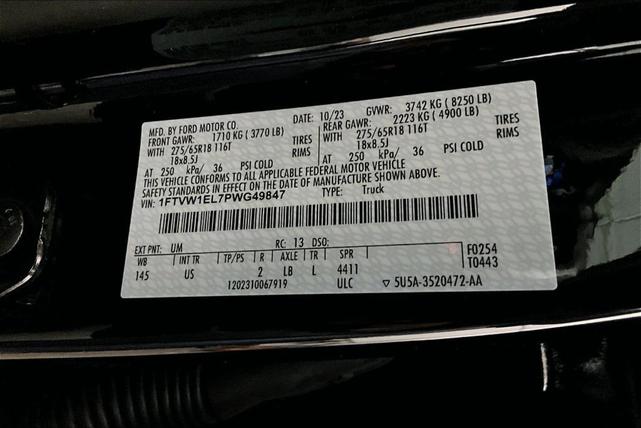 MFD. BY FORD MOTOR CO. DATE: 10/23 GVWR: 3742 KG ( 8250 LB)
FRONT GAWR: 1710 KG ( 3770 LB) REAR GAWR: 2223 KG ( 4900 LB)
WITH 275/65R18 116T TIRES WITH 275/65R18 116T TIRES
18x8.5J RIMS 18x8.5J RIMS
AT 250 kPa/ 36 PSI COLD AT 250 kPa/ 36 PSI COLD
THIS VEHICLE CONFORMS TO ALL APPLICABLE FEDERAL MOTOR VEHICLE
SAFETY STANDARDS IN EFFECT ON THE DATE OF MANUFACTURE SHOWN ABOVE.
VIN: 1FTVW1EL7PWG49847 TYPE: Truck
EXT PNT: UM RC: 13 DSO: F0254
WB INT TR TP/PS R AXLE TR SPR T0443
145 US 2 LB L 4411
1202310067919 ULC ▽ 5U5A-3520472-AA